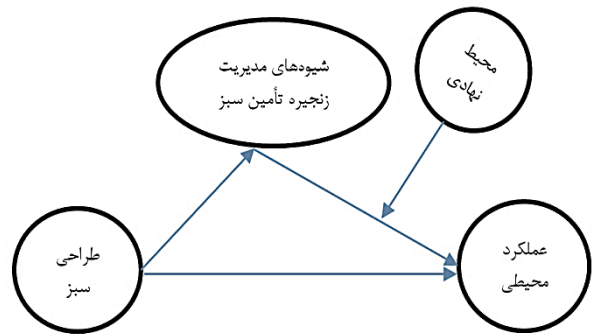 شیوه‌های مدیریت
زنجیره تأمین سبز
محیط
نهادی
طراحی
سبز
عملکرد
محیطی